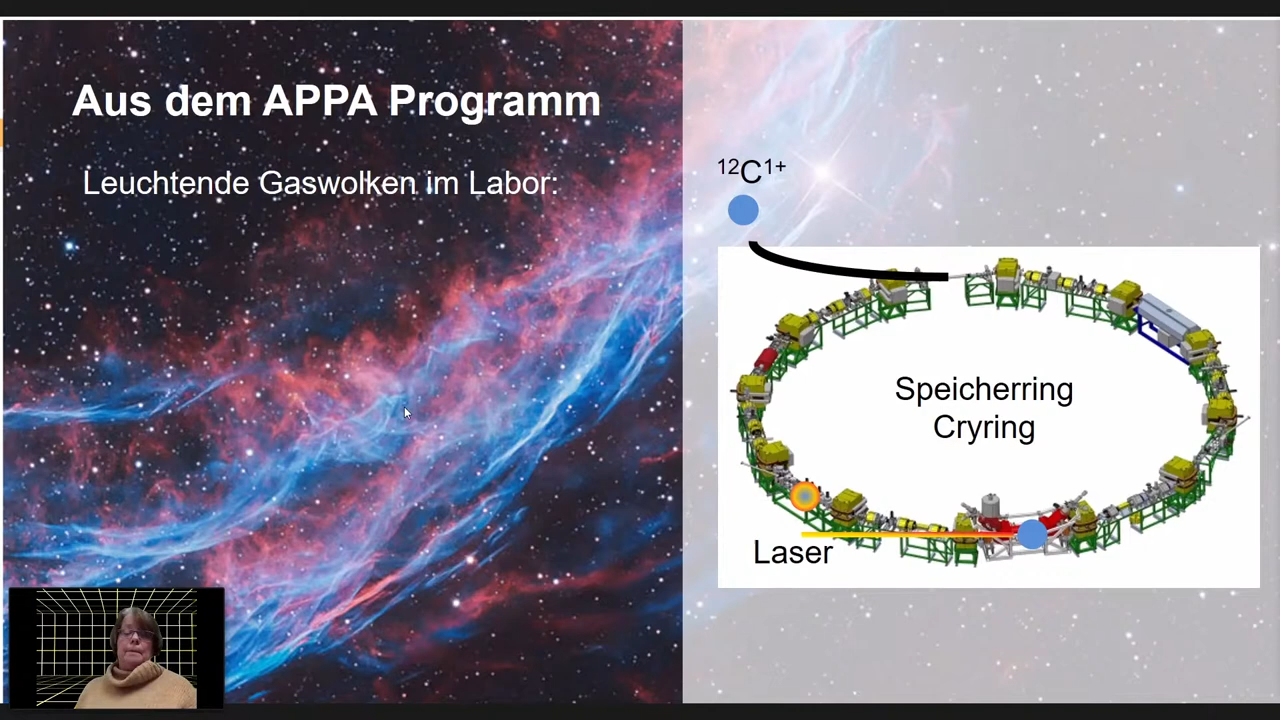 Aus dem APPA Programm
Leuchtende Gaswolken im Labor:
¹²C¹⁺
Speicherring
Cryring
Laser